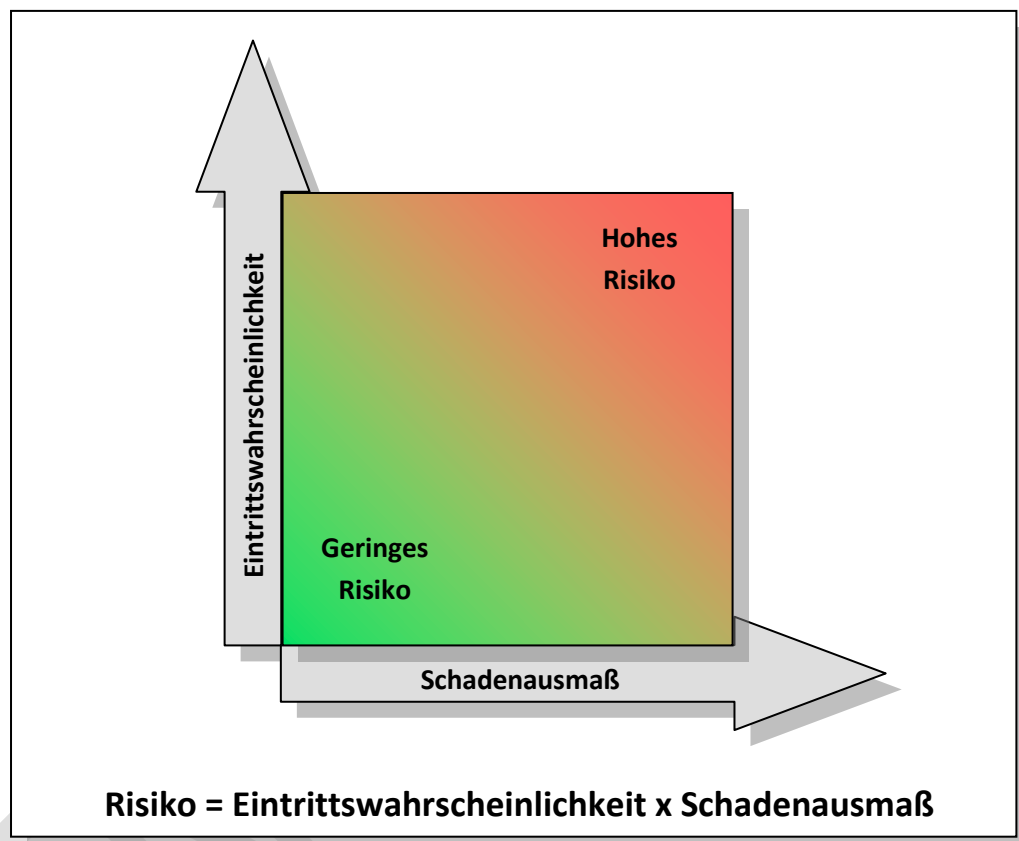 Eintrittswahrscheinlichkeit
Hohes
Risiko
Geringes
Risiko
Schadenausmaß
Risiko = Eintrittswahrscheinlichkeit x Schadenausmaß